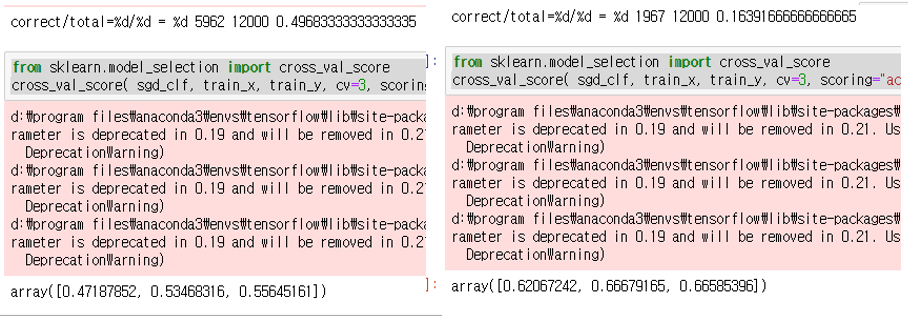 correct/total=%d/%d = %d 5962 12000 0.49683333333333335
from sklearn.model_selection import cross_val_score
cross_val_score( sgd_clf, train_x, train_y, cv=3, scoring
d:₩program files₩anaconda3₩envs₩tensorflow₩lib₩site-packa
rameter is deprecated in 0.19 and will be removed in 0.2
DeprecationWarning)
d:₩program files₩anaconda3₩envs₩tensorflow₩lib₩site-packa
rameter is deprecated in 0.19 and will be removed in 0.2
DeprecationWarning)
d:₩program files₩anaconda3₩envs₩tensorflow₩lib₩site-packa
rameter is deprecated in 0.19 and will be removed in 0.2
DeprecationWarning)
array([0.47187852, 0.53468316, 0.55645161])
correct/total=%d/%d = %d 1967 12000 0.16391666666666665
]:
from sklearn.model_selection import cross_val_score
cross_val_score( sgd_clf, train_x, train_y, cv=3, scoring="ac
d:₩program files₩anaconda3₩envs₩tensorflow₩lib₩site-packages₩
rameter is deprecated in 0.19 and will be removed in 0.21. Us
DeprecationWarning)
d:₩program files₩anaconda3₩envs₩tensorflow₩lib₩site-packages₩
rameter is deprecated in 0.19 and will be removed in 0.21. Us
DeprecationWarning)
d:₩program files₩anaconda3₩envs₩tensorflow₩lib₩site-packages₩
rameter is deprecated in 0.19 and will be removed in 0.21. Us
DeprecationWarning)
]:
array([0.62067242, 0.66679165, 0.66585396])